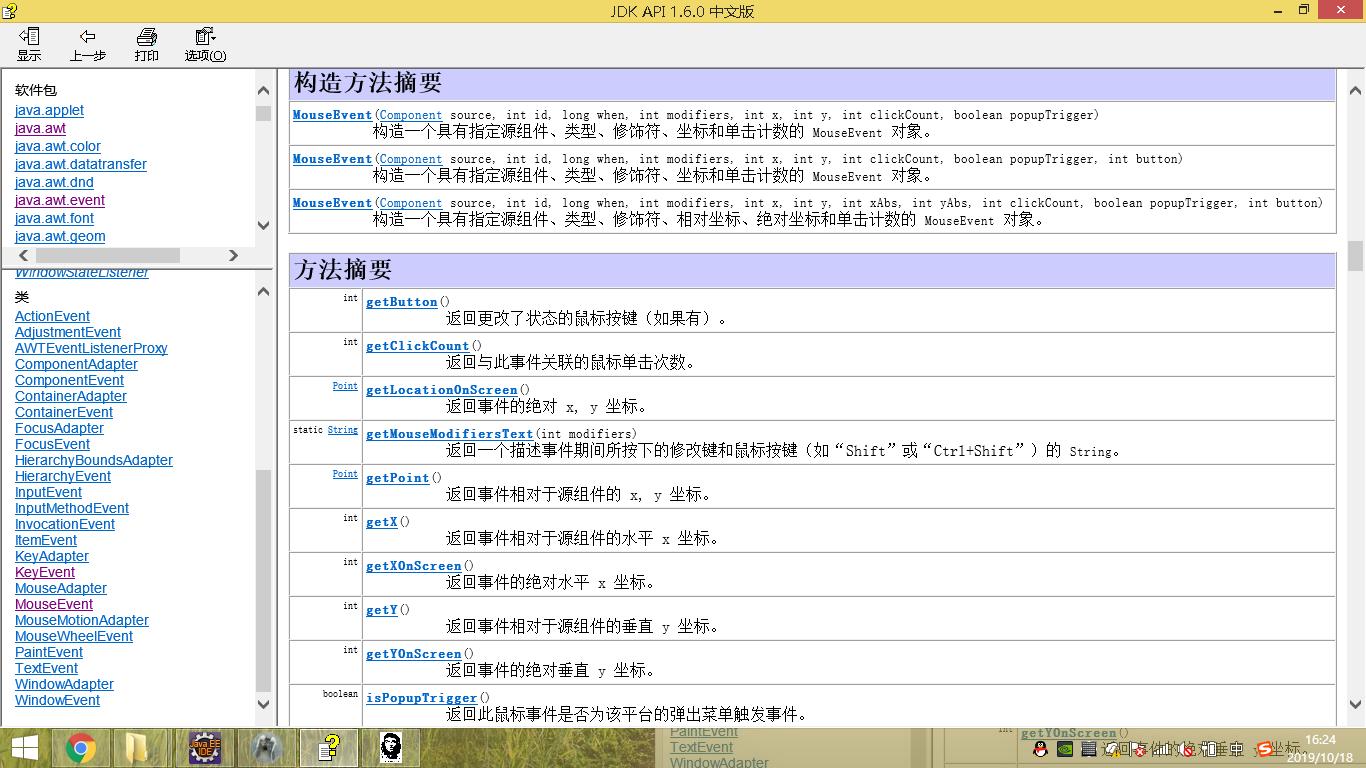 JDK API 1.6.0 中文版
显示 上一步 打印 选项(O)
软件包
java.applet
java.awt
java.awt.color
java.awt.datatransfer
java.awt.dnd
java.awt.event
java.awt.font
java.awt.geom
WindowStateListener
类
ActionEvent
AdjustmentEvent
AWTEventListenerProxy
ComponentAdapter
ComponentEvent
ContainerAdapter
ContainerEvent
FocusAdapter
FocusEvent
HierarchyBoundsAdapter
HierarchyEvent
InputEvent
InputMethodEvent
InvocationEvent
ItemEvent
KeyAdapter
KeyEvent
MouseAdapter
MouseEvent
MouseMotionAdapter
MouseWheelEvent
PaintEvent
TextEvent
WindowAdapter
WindowEvent
构造方法摘要
MouseEvent(Component source, int id, long when, int modifiers, int x, int y, int clickCount, boolean popupTrigger)
构造一个具有指定源组件、类型、修饰符、坐标和单击计数的 MouseEvent 对象。
MouseEvent(Component source, int id, long when, int modifiers, int x, int y, int clickCount, boolean popupTrigger, int button)
构造一个具有指定源组件、类型、修饰符、坐标和单击计数的 MouseEvent 对象。
MouseEvent(Component source, int id, long when, int modifiers, int x, int y, int xAbs, int yAbs, int clickCount, boolean popupTrigger, int button)
构造一个具有指定源组件、类型、修饰符、相对坐标、绝对坐标和单击计数的 MouseEvent 对象。
方法摘要
int getButton()
返回更改了状态的鼠标按键（如果有）。
int getClickCount()
返回与此事件关联的鼠标单击次数。
Point getLocationOnScreen()
返回事件的绝对 x, y 坐标。
static String getMouseModifiersText(int modifiers)
返回一个描述事件期间所按下的修改键和鼠标按键（如“Shift”或“Ctrl+Shift”）的 String。
Point getPoint()
返回事件相对于源组件的 x, y 坐标。
int getX()
返回事件相对于源组件的水平 x 坐标。
int getXOnScreen()
返回事件的绝对水平 x 坐标。
int getY()
返回事件相对于源组件的垂直 y 坐标。
int getYOnScreen()
返回事件的绝对垂直 y 坐标。
boolean isPopupTrigger()
返回此鼠标事件是否为该平台的弹出菜单触发事件。
Java EE
IDE
PaintEvent
TextEvent
WindowAdapter
int getYOnScreen()
16:24
2019/10/18